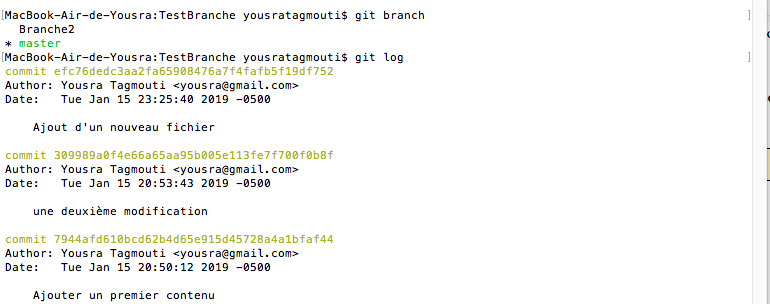 [MacBook-Air-de-Yousra:TestBranche yousratagmouti$ git branch ]
Branche2
* master
[MacBook-Air-de-Yousra:TestBranche yousratagmouti$ git log ]
commit efc76dedc3aa2fa65908476a7f4fafb5f19df752
Author: Yousra Tagmouti <yousra@gmail.com>
Date: Tue Jan 15 23:25:40 2019 -0500
Ajout d'un nouveau fichier
commit 309989a0f4e66a65aa95b005e113fe7f700f0b8f
Author: Yousra Tagmouti <yousra@gmail.com>
Date: Tue Jan 15 20:53:43 2019 -0500
une deuxième modification
commit 7944afd610bcd62b4d65e915d45728a4a1bfaf44
Author: Yousra Tagmouti <yousra@gmail.com>
Date: Tue Jan 15 20:50:12 2019 -0500
Ajouter un premier contenu